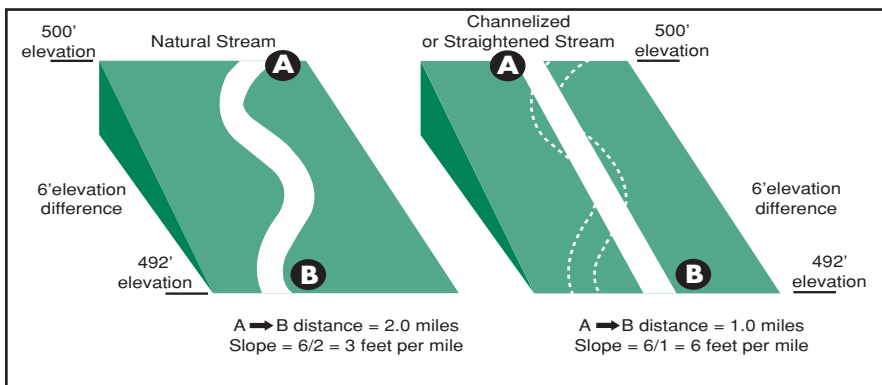 500'
elevation
Natural Stream
A
6'elevation
difference
492'
elevation
B
A ➡ B distance = 2.0 miles
Slope = 6/2 = 3 feet per mile
Channelized
or Straightened Stream
500'
elevation
A
6'elevation
difference
492'
elevation
B
A ➡ B distance = 1.0 miles
Slope = 6/1 = 6 feet per mile